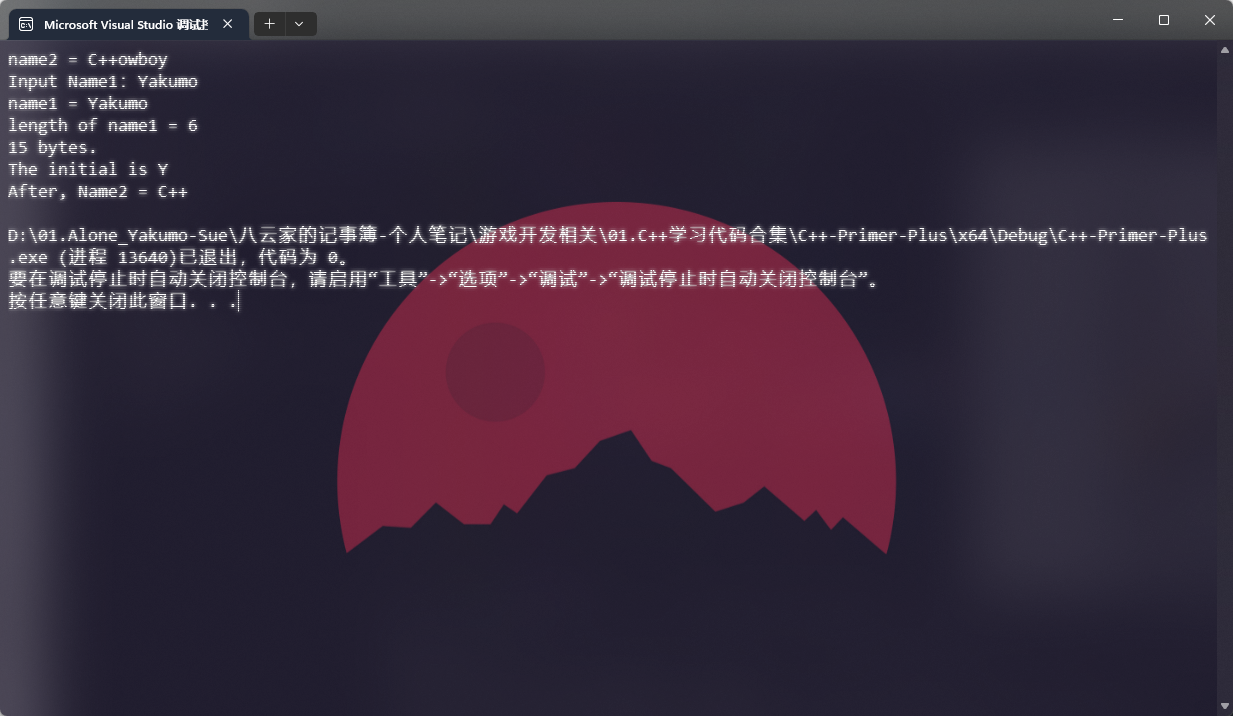 Microsoft Visual Studio 调试
name2 = C++owboy
Input Name1: Yakumo
name1 = Yakumo
length of name1 = 6
15 bytes.
The initial is Y
After, Name2 = C++
D:\01.Alone_Yakumo-Sue\八云家的记事簿-个人笔记\游戏开发相关\01.C++学习代码合集\C++-Primer-Plus\x64\Debug\C++-Primer-Plus
.exe (进程 13640)已退出，代码为 0。
要在调试停止时自动关闭控制台，请启用“工具”->“选项”->“调试”->“调试停止时自动关闭控制台”。
按任意键关闭此窗口. . .